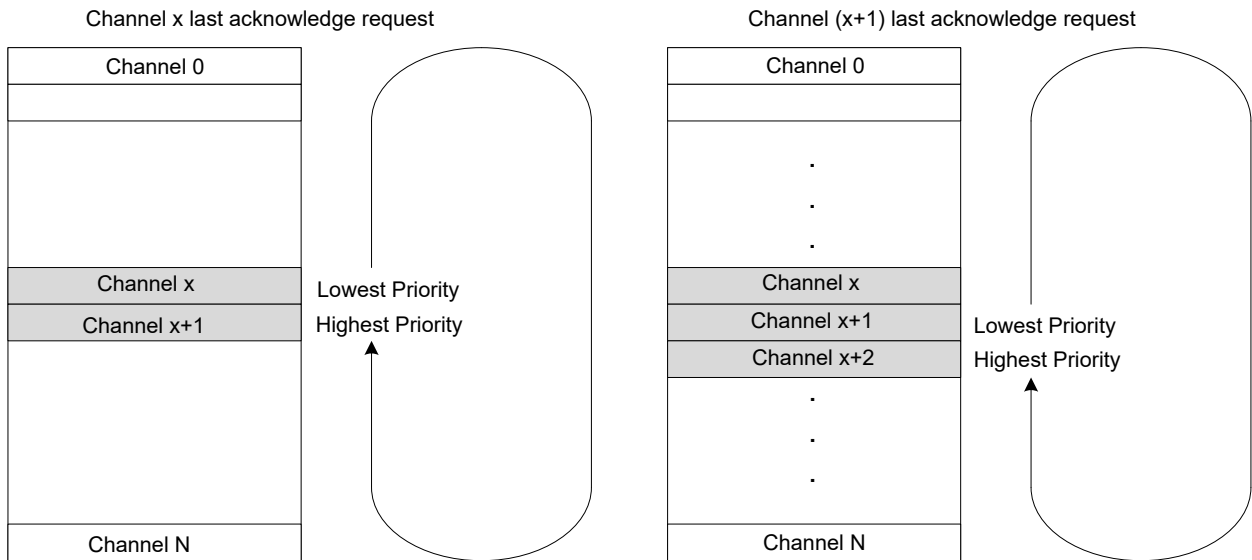 Channel x last acknowledge request
Channel 0
Channel x
Lowest Priority
Channel x+1
Highest Priority
Channel N
Channel (x+1) last acknowledge request
Channel 0
.
.
.
Channel x
Channel x+1
Lowest Priority
Channel x+2
Highest Priority
.
.
.
Channel N